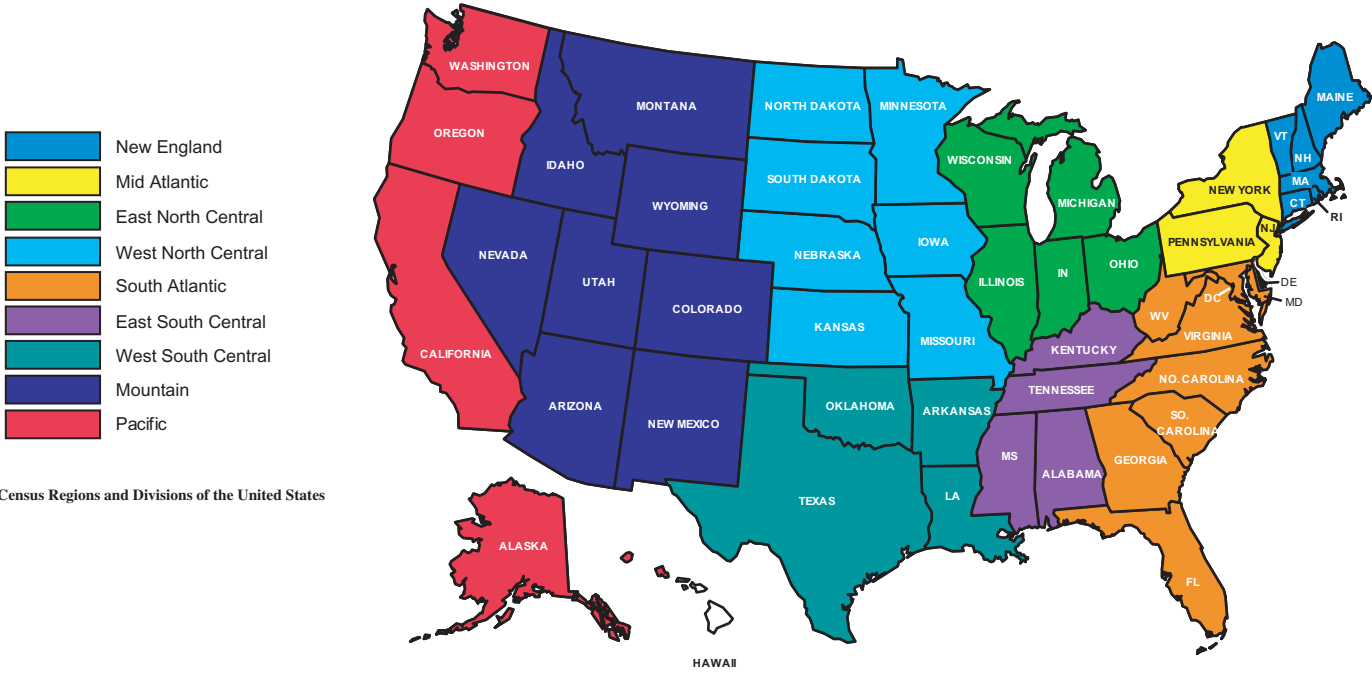 New England
Mid Atlantic
East North Central
West North Central
South Atlantic
East South Central
West South Central
Mountain
Pacific
Census Regions and Divisions of the United States
WASHINGTON
OREGON
CALIFORNIA
IDAHO
MONTANA
WYOMING
NEVADA
UTAH
COLORADO
ARIZONA
NEW MEXICO
NORTH DAKOTA
MINNESOTA
SOUTH DAKOTA
NEBRASKA
IOWA
KANSAS
MISSOURI
OKLAHOMA
ARKANSAS
TEXAS
LA
WISCONSIN
MICHIGAN
ILLINOIS
IN
OHIO
KENTUCKY
TENNESSEE
MS
ALABAMA
MAINE
VT
NH
MA
CT
RI
NEW YORK
PENNSYLVANIA
NJ
DE
MD
DC
WV
VIRGINIA
NO. CAROLINA
SO.
CAROLINA
GEORGIA
FL
ALASKA
HAWAII